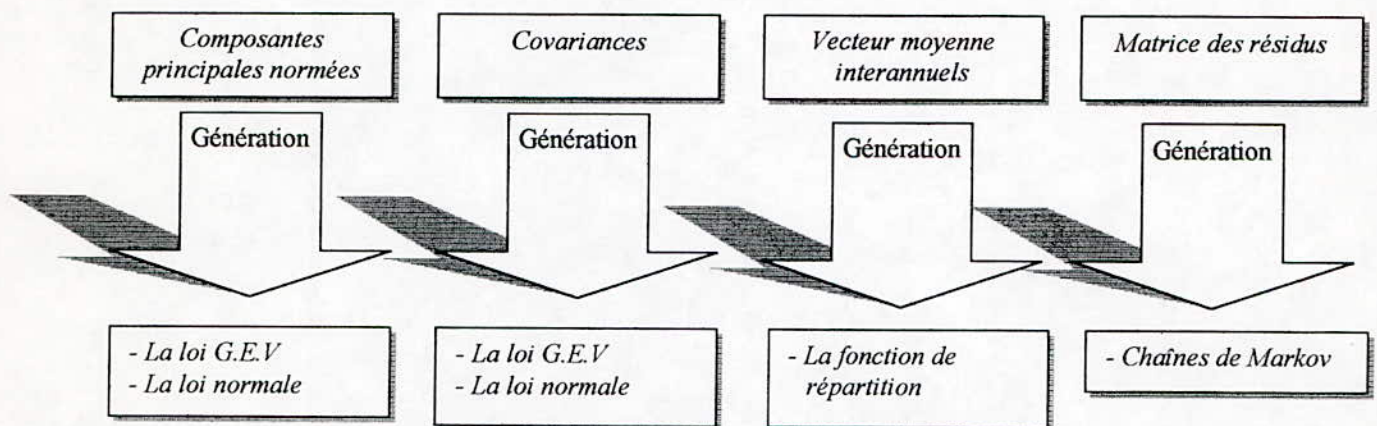 Composantes
principales normées
Covariances
Vecteur moyenne
interannuels
Matrice des résidus
Génération
Génération
Génération
Génération
- La loi G.E.V
- La loi normale
- La loi G.E.V
- La loi normale
- La fonction de
répartition
- Chaînes de Markov